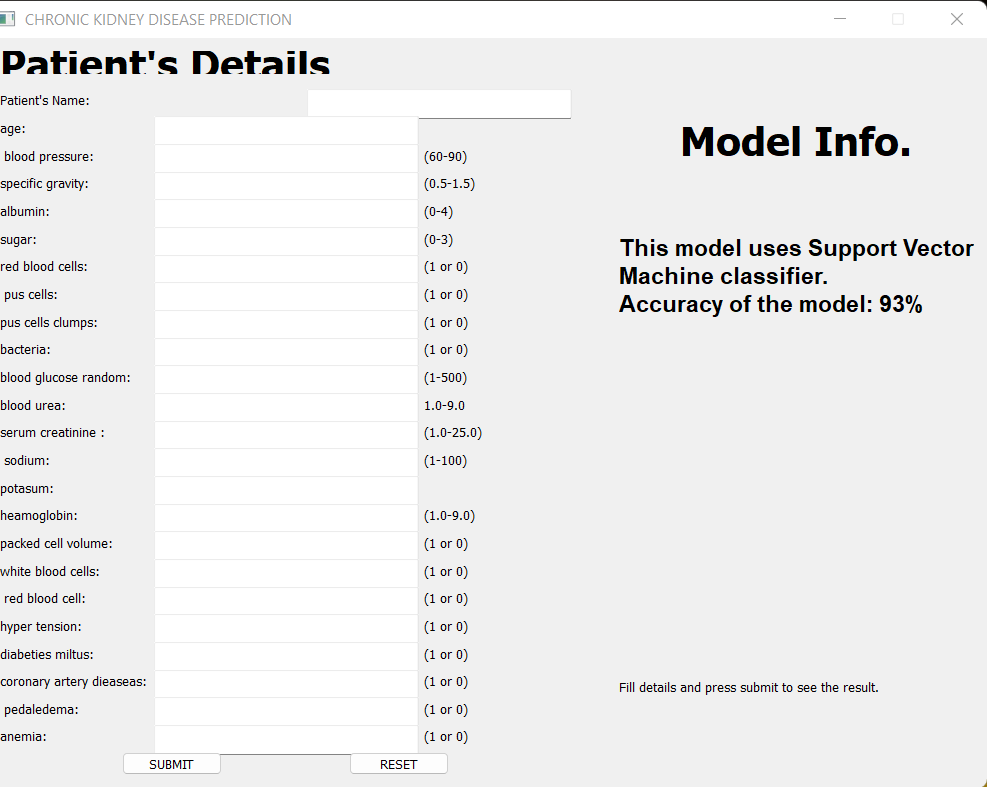 CHRONIC KIDNEY DISEASE PREDICTION
Patient's Details
Patient's Name:
age:
blood pressure: (60-90)
specific gravity: (0.5-1.5)
albumin: (0-4)
sugar: (0-3)
red blood cells: (1 or 0)
pus cells: (1 or 0)
pus cells clumps: (1 or 0)
bacteria: (1 or 0)
blood glucose random: (1-500)
blood urea: 1.0-9.0
serum creatinine : (1.0-25.0)
sodium: (1-100)
potasum:
heamoglobin: (1.0-9.0)
packed cell volume: (1 or 0)
white blood cells: (1 or 0)
red blood cell: (1 or 0)
hyper tension: (1 or 0)
diabeties miltus: (1 or 0)
coronary artery dieaseas: (1 or 0)
pedaledema: (1 or 0)
anemia: (1 or 0)
SUBMIT RESET
Model Info.
This model uses Support Vector
Machine classifier.
Accuracy of the model: 93%
Fill details and press submit to see the result.